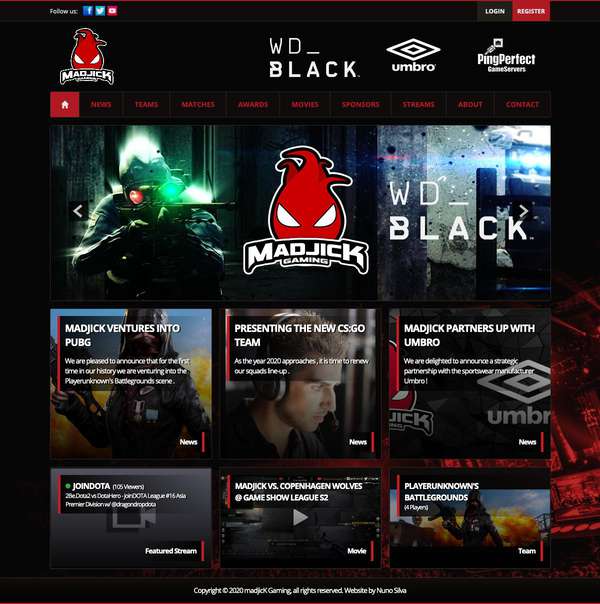 Follow us:
LOGIN
REGISTER
MADJICK
GAMING
WD_
BLACK
umbro
PingPerfect
GameServers
NEWS
TEAMS
MATCHES
AWARDS
MOVIES
SPONSORS
STREAMS
ABOUT
CONTACT
MADJICK
GAMING
WD_
BLACK
MADJICK VENTURES INTO
PUBG
We are pleased to announce that for the first
time in our history we are venturing into the
Playerunknown's Battlegrounds scene .
News
PRESENTING THE NEW CS:GO
TEAM
As the year 2020 approaches , it is time to renew
our squads line-up .
News
MADJICK PARTNERS UP WITH
UMBRO
We are delighted to announce a strategic
partnership with the sportswear manufacturer
Umbro !
umbro
News
JOINDOTA (105 Viewers)
2Be.Dota2 vs DotaHero - joinDOTA League #16 Asia
Premier Division w/ @dragondropdota
Featured Stream
MADJICK VS. COPENHAGEN WOLVES
@ GAME SHOW LEAGUE S2
Movie
PLAYERUNKNOWN'S
BATTLEGROUNDS
(4 Players)
Team
Copyright © 2020 madjicK Gaming, all rights reserved. Website by Nuno Silva